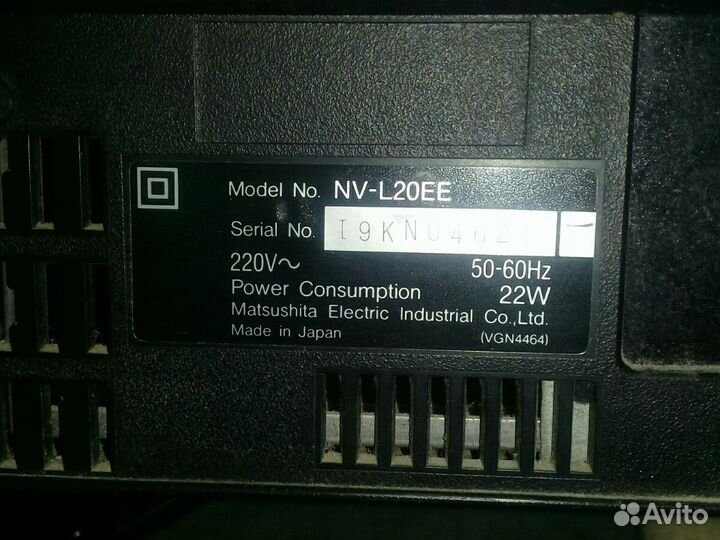 Model No. NV-L20EE
Serial No. I9KN04621
220V~ 50-60Hz
Power Consumption 22W
Matsushita Electric Industrial Co.,Ltd.
Made in Japan (VGN4464)
Avito